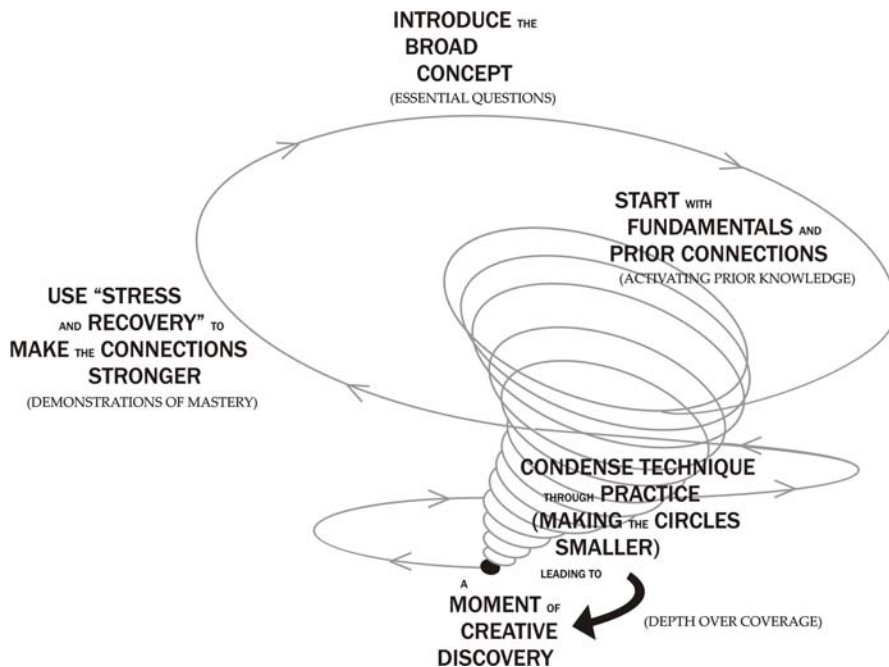 INTRODUCE THE
BROAD
CONCEPT
(ESSENTIAL QUESTIONS)
START WITH
FUNDAMENTALS AND
PRIOR CONNECTIONS
(ACTIVATING PRIOR KNOWLEDGE)
USE “STRESS
AND RECOVERY” TO
MAKE THE CONNECTIONS
STRONGER
(DEMONSTRATIONS OF MASTERY)
CONDENSE TECHNIQUE
THROUGH PRACTICE
(MAKING THE CIRCLES
SMALLER)
LEADING TO
A
MOMENT OF
CREATIVE
DISCOVERY
(DEPTH OVER COVERAGE)